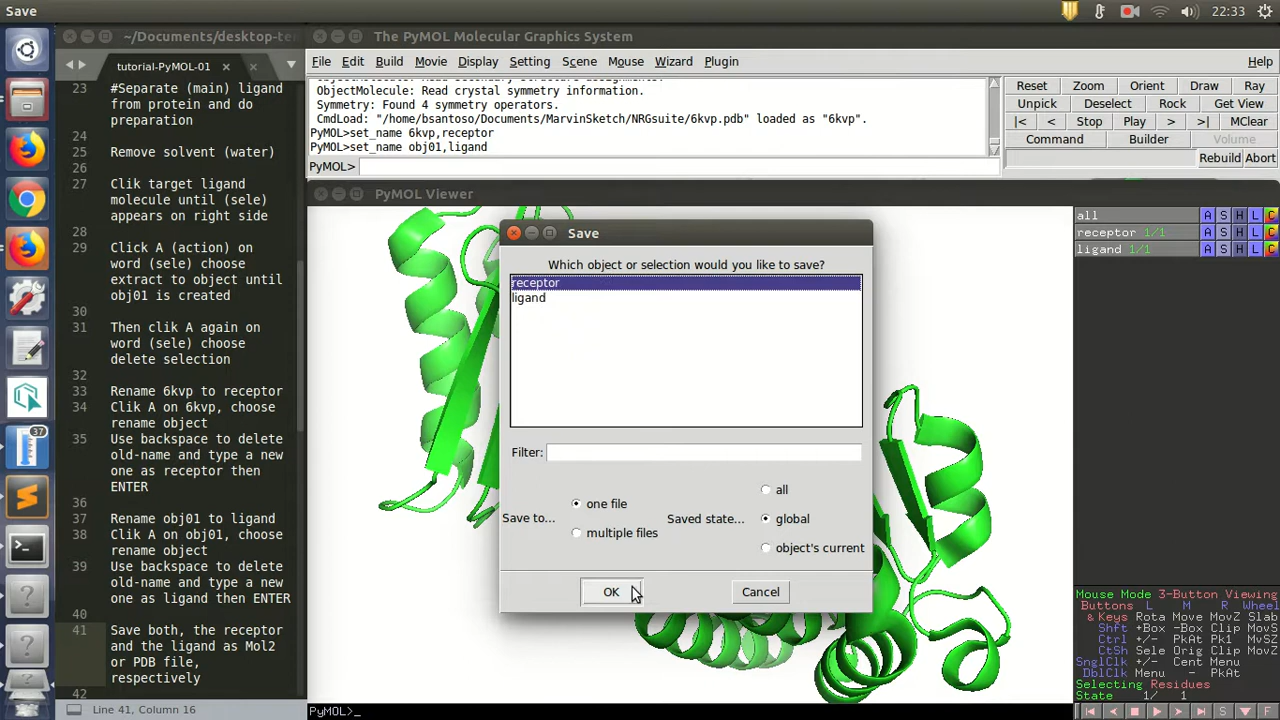 Save
22:33
~/Documents/desktop-te
tutorial-PyMOL-01
23 #Separate (main) ligand
from protein and do
preparation
24
25 Remove solvent (water)
26
27 Clik target ligand
molecule until (sele)
appears on right side
28
29 Click A (action) on
word (sele) choose
extract to object until
obj01 is created
30
31 Then clik A again on
word (sele) choose
delete selection
32
33 Rename 6kvp to receptor
34 Clik A on 6kvp, choose
rename object
35 Use backspace to delete
old-name and type a new
one as receptor then
ENTER
36
37 Rename obj01 to ligand
38 Clik A on obj01, choose
rename object
39 Use backspace to delete
old-name and type a new
one as ligand then ENTER
40
41 Save both, the receptor
and the ligand as Mol2
or PDB file,
respectively
42
Line 41, Column 16
37
The PyMOL Molecular Graphics System
File Edit Build Movie Display Setting Scene Mouse Wizard Plugin Help
ObjectMolecule: Read crystal symmetry information.
Symmetry: Found 4 symmetry operators.
CmdLoad: "/home/bsantoso/Documents/MarvinSketch/NRGsuite/6kvp.pdb" loaded as "6kvp".
PyMOL>set_name 6kvp,receptor
PyMOL>set_name obj01,ligand
PyMOL>
Reset Zoom Orient Draw Ray
Unpick Deselect Rock Get View
|< < Stop Play > >| MClear
Command Builder Volume
Rebuild Abort
PyMOL Viewer
all A S H L C
receptor 1/1 A S H L C
ligand 1/1 A S H L C
Save
Which object or selection would you like to save?
receptor
ligand
Filter:
Save to...
one file
multiple files
Saved state...
all
global
object's current
OK Cancel
Mouse Mode 3-Button Viewing
Buttons L M R Wheel
& Keys Rota Move MovZ Slab
Shft +Box -Box Clip MovS
Ctrl +/- PkAt Pk1 MvSZ
CtSh Sele Orig Clip MovZ
SnglClk +/- Cent Menu
DblClk Menu - PkAt
Selecting Residues
State 1/ 1
S F
PyMOL>_